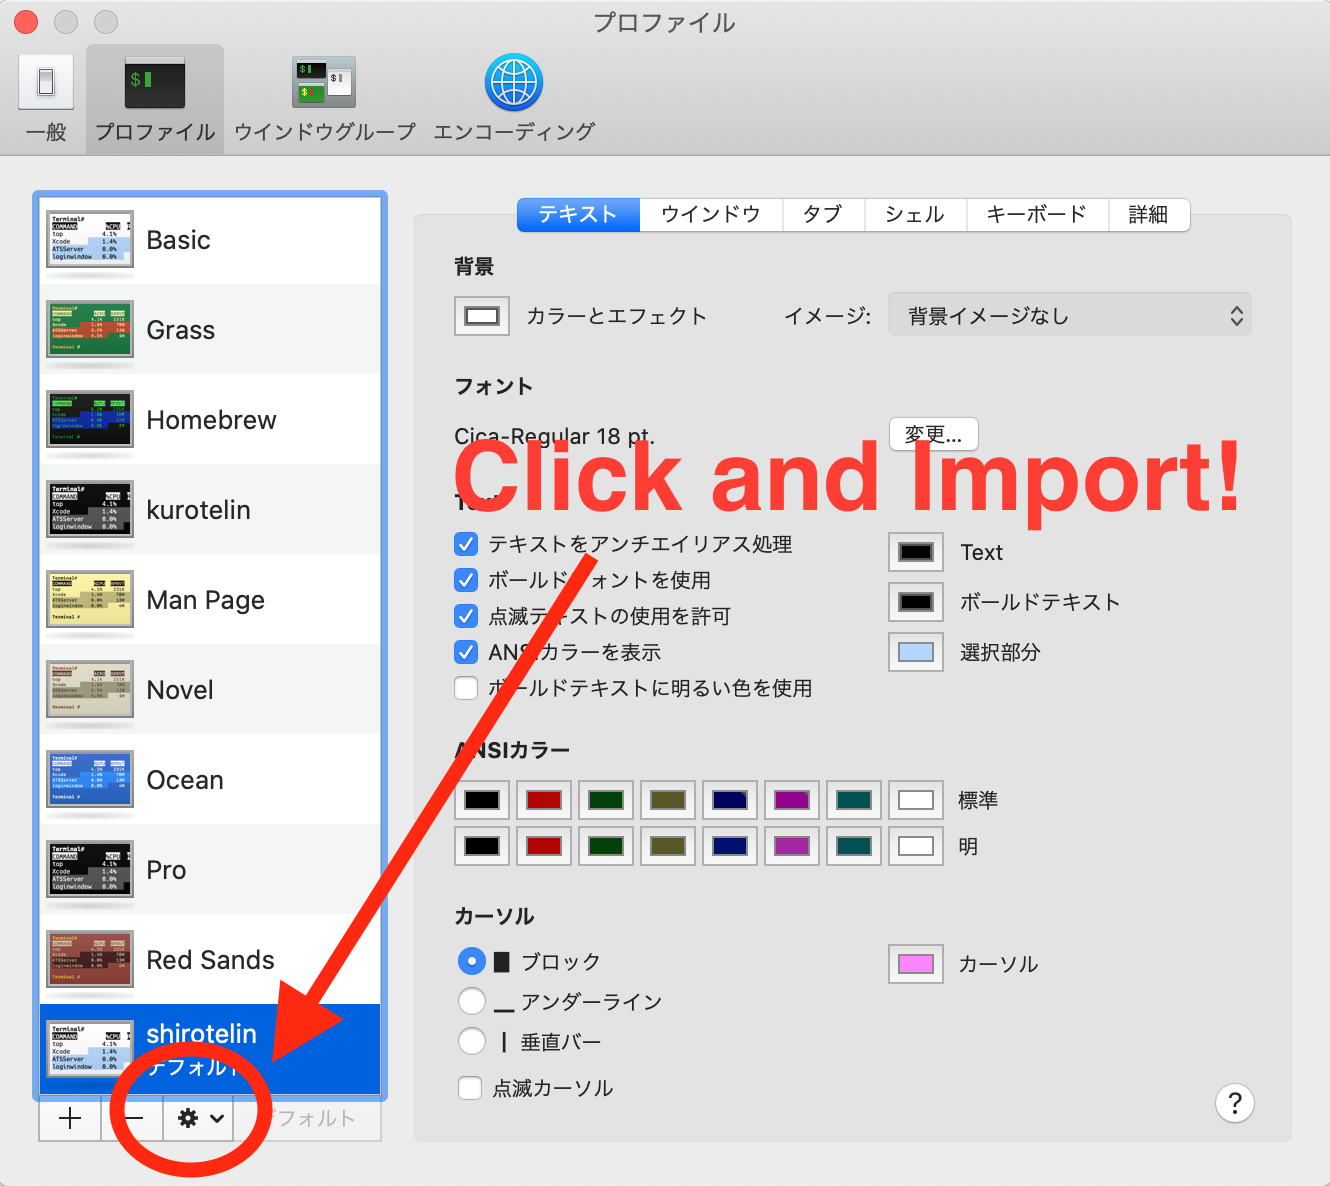 プロファイル
一般
プロファイル
ウインドウグループ
エンコーディング
Basic
Grass
Homebrew
kurotelin
Man Page
Novel
Ocean
Pro
Red Sands
shirotelin
デフォルト
デフォルト
テキスト
ウインドウ
タブ
シェル
キーボード
詳細
背景
カラーとエフェクト
イメージ:
背景イメージなし
フォント
Cica-Regular 18 pt.
変更...
Click and Import!
Text
テキストをアンチエイリアス処理
ボールドフォントを使用
点滅テキストの使用を許可
ANSIカラーを表示
ボールドテキストに明るい色を使用
Text
ボールドテキスト
選択部分
ANSIカラー
標準
明
カーソル
ブロック
アンダーライン
垂直バー
点滅カーソル
カーソル
?